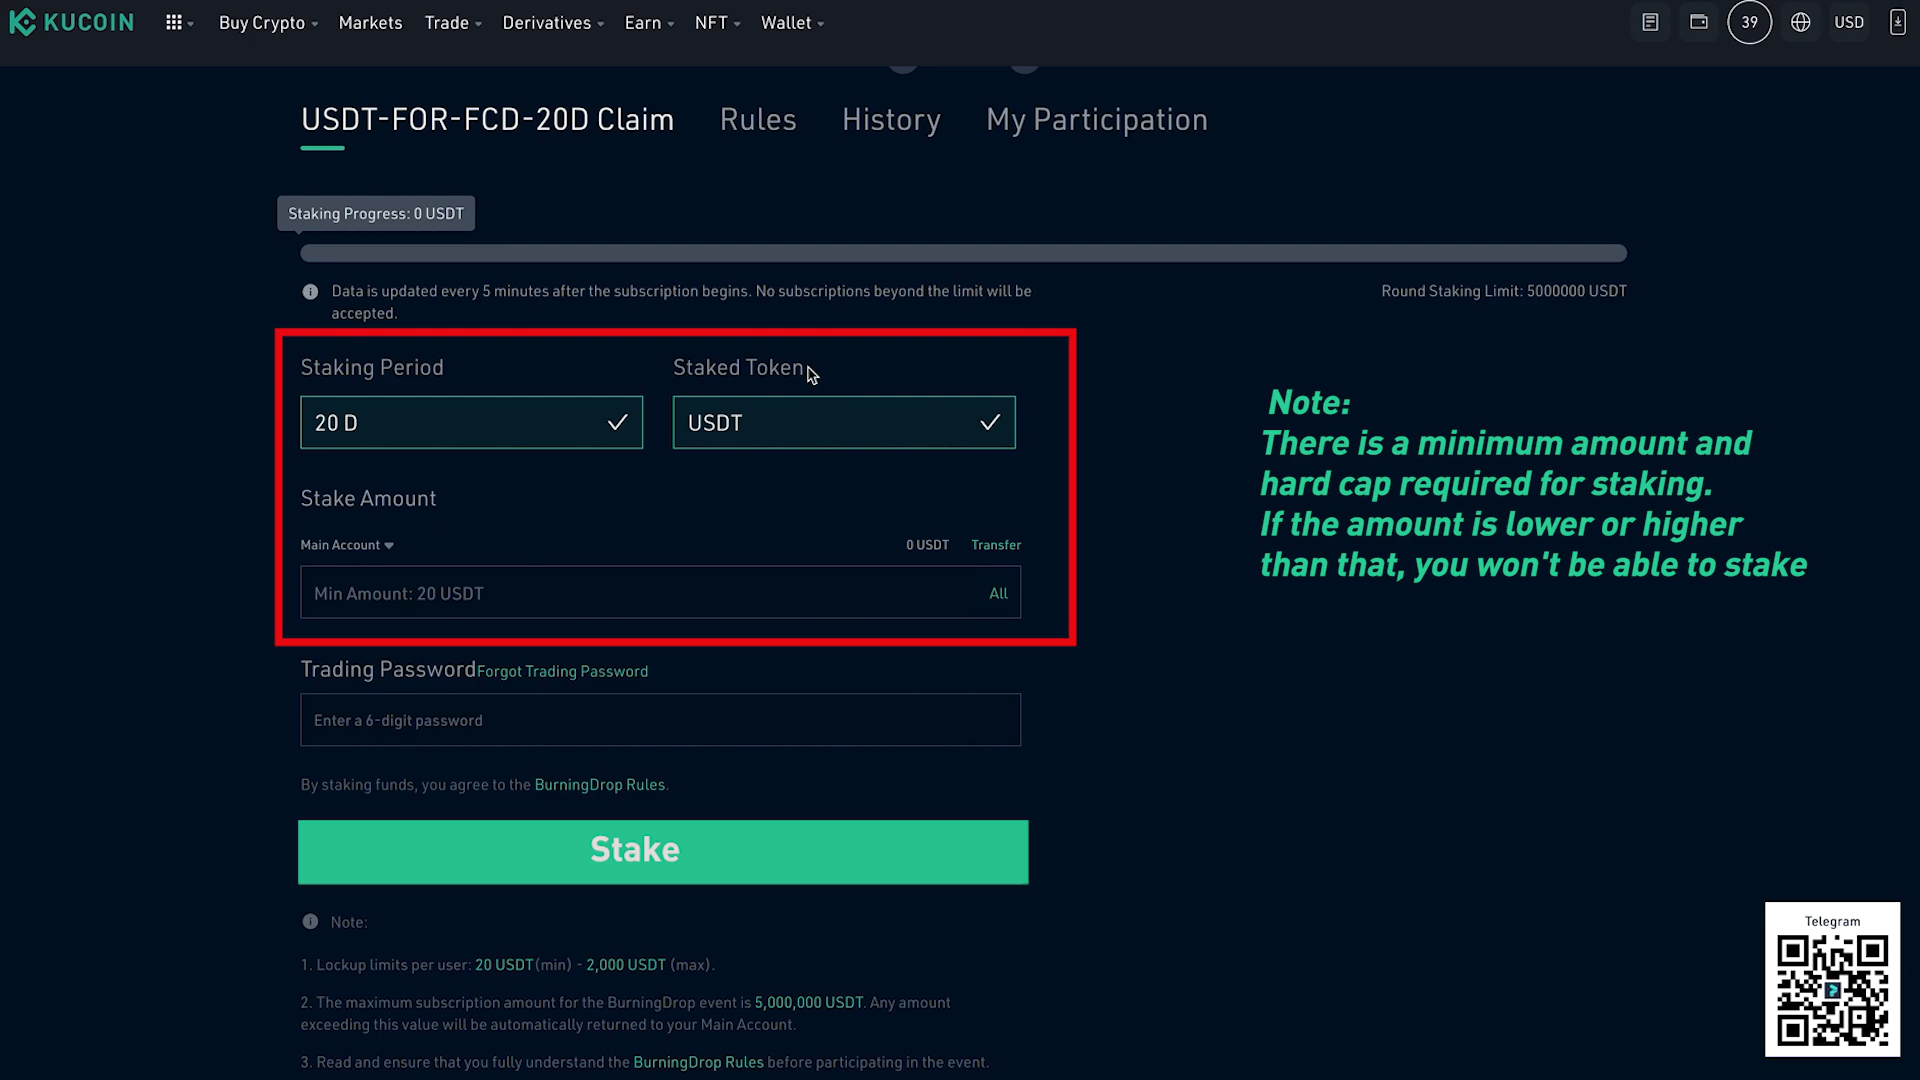 KUCOIN
Buy Crypto
Markets
Trade
Derivatives
Earn
NFT
Wallet
39
USD
USDT-FOR-FCD-20D Claim
Rules
History
My Participation
Staking Progress: 0 USDT
Data is updated every 5 minutes after the subscription begins. No subscriptions beyond the limit will be
accepted.
Round Staking Limit: 5000000 USDT
Staking Period
Staked Token
20 D
USDT
Stake Amount
Main Account
0 USDT
Transfer
Min Amount: 20 USDT
All
Note:
There is a minimum amount and
hard cap required for staking.
If the amount is lower or higher
than that, you won't be able to stake
Trading PasswordForgot Trading Password
Enter a 6-digit password
By staking funds, you agree to the BurningDrop Rules.
Stake
Note:
1. Lockup limits per user: 20 USDT(min) - 2,000 USDT (max).
2. The maximum subscription amount for the BurningDrop event is 5,000,000 USDT. Any amount
exceeding this value will be automatically returned to your Main Account.
3. Read and ensure that you fully understand the BurningDrop Rules before participating in the event.
Telegram